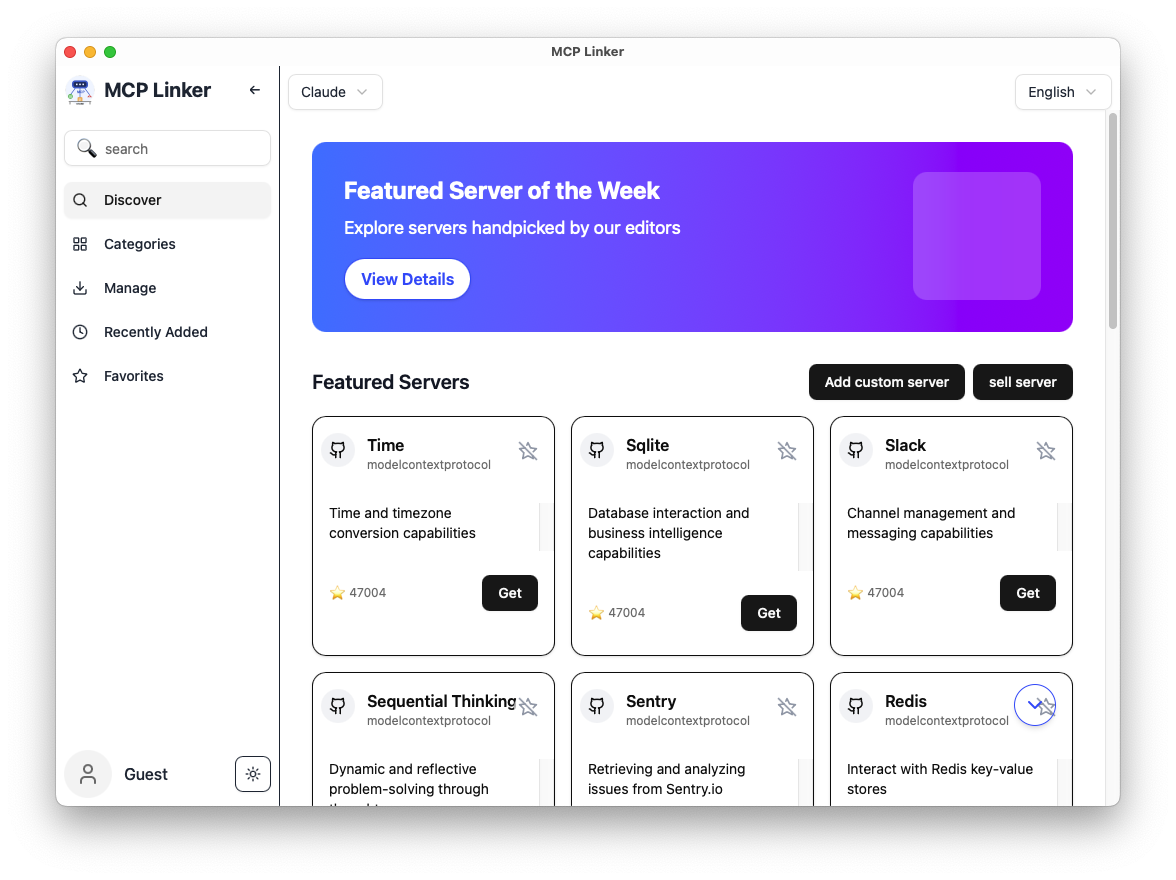 MCP Linker
MCP Linker
search
Discover
Categories
Manage
Recently Added
Favorites
Guest
Claude
English
Featured Server of the Week
Explore servers handpicked by our editors
View Details
Featured Servers
Add custom server
sell server
Time
modelcontextprotocol
Time and timezone
conversion capabilities
47004
Get
Sqlite
modelcontextprotocol
Database interaction and
business intelligence
capabilities
47004
Get
Slack
modelcontextprotocol
Channel management and
messaging capabilities
47004
Get
Sequential Thinking
modelcontextprotocol
Dynamic and reflective
problem-solving through
Sentry
modelcontextprotocol
Retrieving and analyzing
issues from Sentry.io
Redis
modelcontextprotocol
Interact with Redis key-value
stores